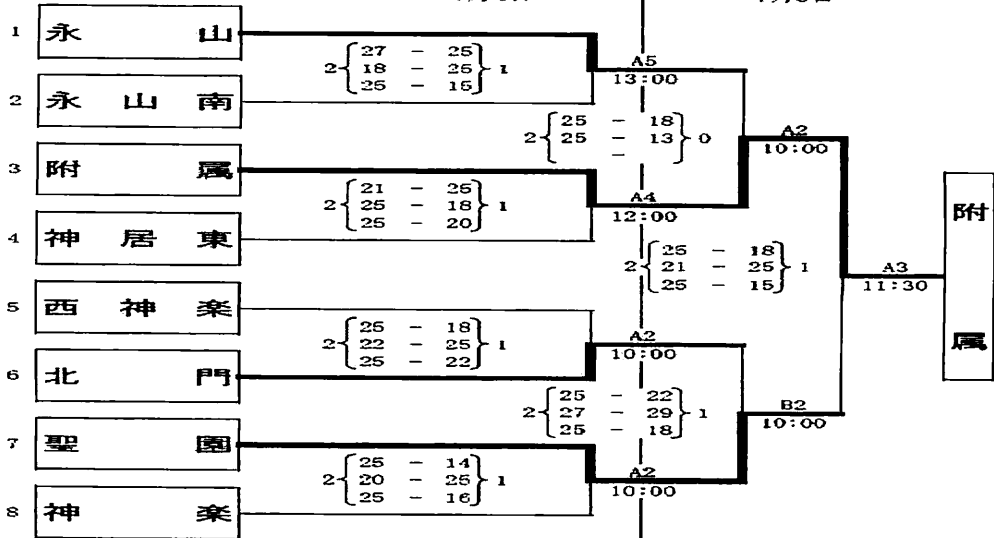 1 永山
2 永山南
3 附属
4 神居東
5 西神楽
6 北門
7 聖園
8 神楽
2 { 27 - 25
18 - 25
25 - 15 } 1
A5
13:00
2 { 25 - 18
25 - 13
- } 0
A2
10:00
2 { 21 - 25
25 - 18
25 - 20 } 1
A4
12:00
2 { 25 - 18
21 - 25
25 - 15 } 1
A3
11:30
附属
2 { 25 - 18
22 - 25
25 - 22 } 1
A2
10:00
2 { 25 - 22
27 - 29
25 - 18 } 1
B2
10:00
2 { 25 - 14
20 - 25
25 - 16 } 1
A2
10:00